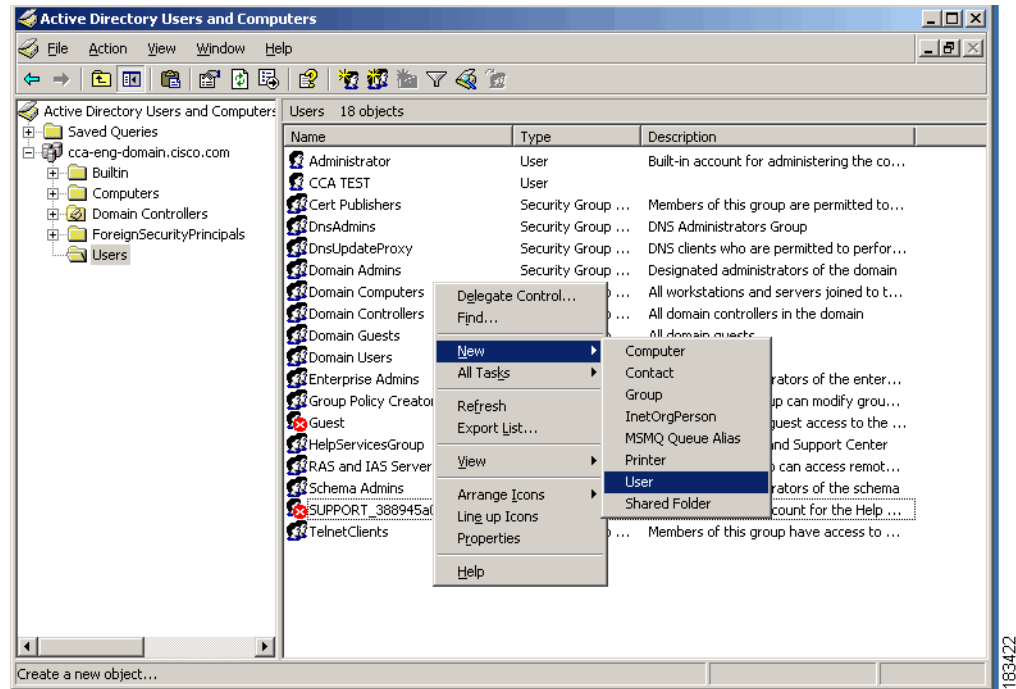 Active Directory Users and Computers
File Action View Window Help
Active Directory Users and Computers
Saved Queries
cca-eng-domain.cisco.com
Builtin
Computers
Domain Controllers
ForeignSecurityPrincipals
Users
Users 18 objects
Name Type Description
Administrator User Built-in account for administering the co...
CCA TEST User
Cert Publishers Security Group ... Members of this group are permitted to...
DnsAdmins Security Group ... DNS Administrators Group
DnsUpdateProxy Security Group ... DNS clients who are permitted to perfor...
Domain Admins Security Group ... Designated administrators of the domain
Domain Computers ... All workstations and servers joined to t...
Domain Controllers ... All domain controllers in the domain
Domain Guests All domain guests
Domain Users
Enterprise Admins rators of the enter...
Group Policy Creator up can modify grou...
Guest guest access to the ...
HelpServicesGroup nd Support Center
RAS and IAS Server can access remot...
Schema Admins rators of the schema
SUPPORT_388945a0 count for the Help ...
TelnetClients ... Members of this group have access to ...
Delegate Control...
Find...
New
All Tasks
Refresh
Export List...
View
Arrange Icons
Line up Icons
Properties
Help
Computer
Contact
Group
InetOrgPerson
MSMQ Queue Alias
Printer
User
Shared Folder
Create a new object...
183422